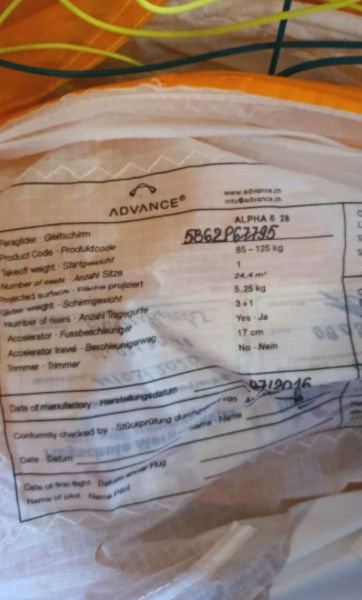 ADVANCE®
www.advance.ch
info@advance.ch
Paraglider · Gleitschirm ALPHA 6 28
Product Code · Produktcode 5862P67795
Takeoff weight · Startgewicht 85 – 125 kg
Number of seats · Anzahl Sitze 1
Projected surface · Fläche projiziert 24,4 m²
Glider weight · Schirmgewicht 5,25 kg
Number of risers · Anzahl Tragegurte 3+1
Accelerator · Fussbeschleuniger Yes · Ja
Accelerator travel · Beschleunigerweg 17 cm
Trimmer · Trimmer No · Nein
Date of manufactory · Herstellungsdatum 07/2016
Conformity checked by · Stückprüfung durchgeführt von
Name · Name
Date · Datum
Date of first flight · Datum erster Flug
Name of pilot · Name Pilot